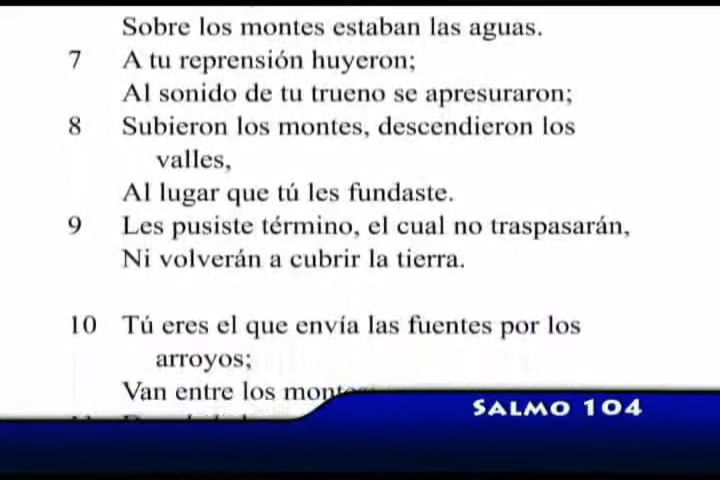 Sobre los montes estaban las aguas.
7 A tu reprensión huyeron;
Al sonido de tu trueno se apresuraron;
8 Subieron los montes, descendieron los
valles,
Al lugar que tú les fundaste.
9 Les pusiste término, el cual no traspasarán,
Ni volverán a cubrir la tierra.
10 Tú eres el que envía las fuentes por los
arroyos;
Van entre los montes
SALMO 104